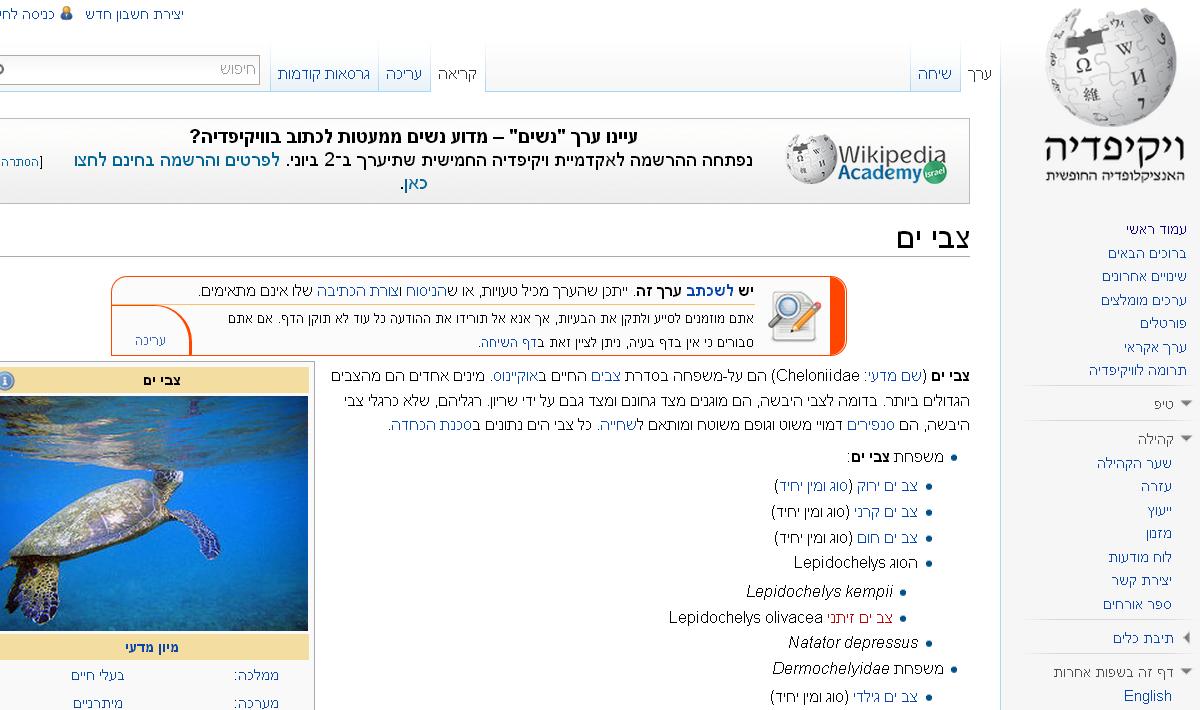 יצירת חשבון חדש
כניסה לחי
ערך
שיחה
קריאה
עריכה
גרסאות קודמות
חיפוש
ויקיפדיה
האנציקלופדיה החופשית
עמוד ראשי
ברוכים הבאים
שינויים אחרונים
ערכים מומלצים
פורטלים
ערך אקראי
תרומה לוויקיפדיה
טיפ
קהילה
שער הקהילה
עזרה
ייעוץ
מזנון
לוח מודעות
יצירת קשר
ספר אורחים
תיבת כלים
דף זה בשפות אחרות
English
Wikipedia
Academy
Israel
עיינו ערך "נשים" – מדוע נשים ממעטות לכתוב בוויקיפדיה?
נפתחה ההרשמה לאקדמיית ויקיפדיה החמישית שתיערך ב־2 ביוני. לפרטים והרשמה בחינם לחצו
כאן.
[הסתרה
צבי ים
יש לשכתב ערך זה. ייתכן שהערך מכיל טעויות, או שהניסוח וצורת הכתיבה שלו אינם מתאימים.
אתם מוזמנים לסייע ולתקן את הבעיות, אך אנא אל תורידו את ההודעה כל עוד לא תוקן הדף. אם אתם
סבורים כי אין בדף בעיה, ניתן לציין זאת בדף השיחה.
עריכה
צבי ים (שם מדעי: Cheloniidae) הם על-משפחה בסדרת צבים החיים באוקיינוס. מינים אחדים הם מהצבים
הגדולים ביותר. בדומה לצבי היבשה, הם מוגנים מצד גחונם ומצד גבם על ידי שריון. רגליהם, שלא כרגלי צבי
היבשה, הם סנפירים דמויי משוט וגופם משוטח ומותאם לשחייה. כל צבי הים נתונים בסכנת הכחדה.
משפחת צבי ים:
צב ים ירוק (סוג ומין יחיד)
צב ים קרני (סוג ומין יחיד)
צב ים חום (סוג ומין יחיד)
הסוג Lepidochelys
Lepidochelys kempii
צב ים זיתני Lepidochelys olivacea
Natator depressus
משפחת Dermochelyidae
צב ים גילדי (סוג ומין יחיד)
צבי ים
מיון מדעי
ממלכה: בעלי חיים
מערכה: מיתרניים